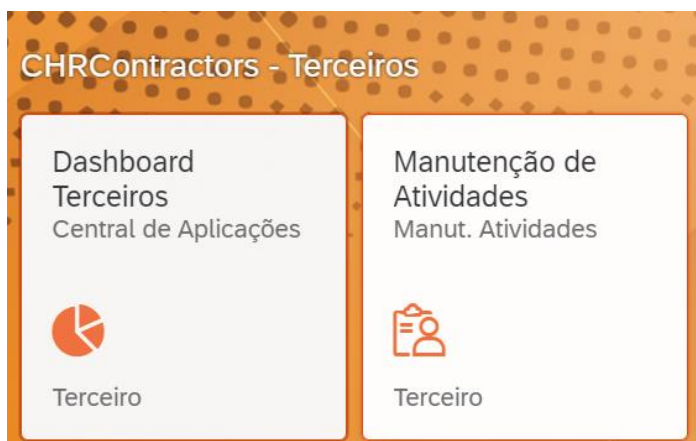 CHRContractors - Terceiros
Dashboard
Terceiros
Central de Aplicações
Terceiro
Manutenção de
Atividades
Manut. Atividades
Terceiro